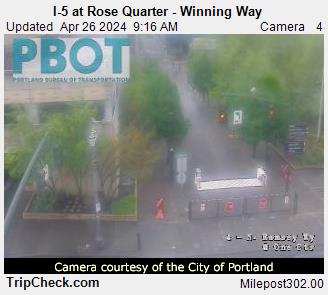 I-5 at Rose Quarter - Winning Way
Updated Apr 26 2024 9:16 AM Camera 4
PBOT
PORTLAND BUREAU OF TRANSPORTATION
Camera courtesy of the City of Portland
TripCheck.com Milepost302.00